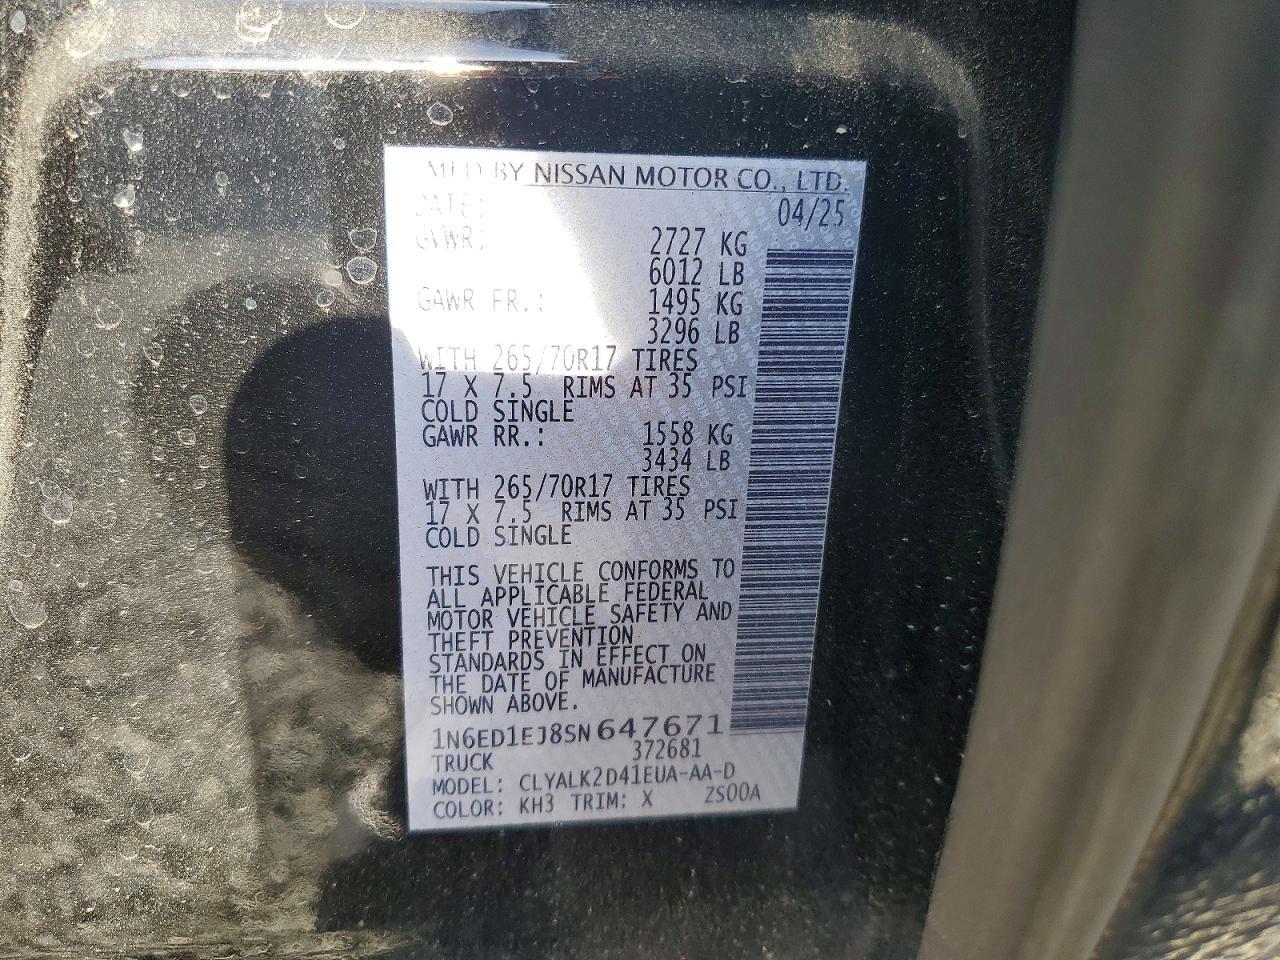 MFD BY NISSAN MOTOR CO., LTD.
DATE: 04/25
GVWR: 2727 KG
6012 LB
GAWR FR.: 1495 KG
3296 LB
WITH 265/70R17 TIRES
17 X 7.5 RIMS AT 35 PSI
COLD SINGLE
GAWR RR.: 1558 KG
3434 LB
WITH 265/70R17 TIRES
17 X 7.5 RIMS AT 35 PSI
COLD SINGLE
THIS VEHICLE CONFORMS TO
ALL APPLICABLE FEDERAL
MOTOR VEHICLE SAFETY AND
THEFT PREVENTION
STANDARDS IN EFFECT ON
THE DATE OF MANUFACTURE
SHOWN ABOVE.
1N6ED1EJ8SN647671
TRUCK 372681
MODEL: CLYALK2D41EUA-AA-D
COLOR: KH3 TRIM: X ZS00A